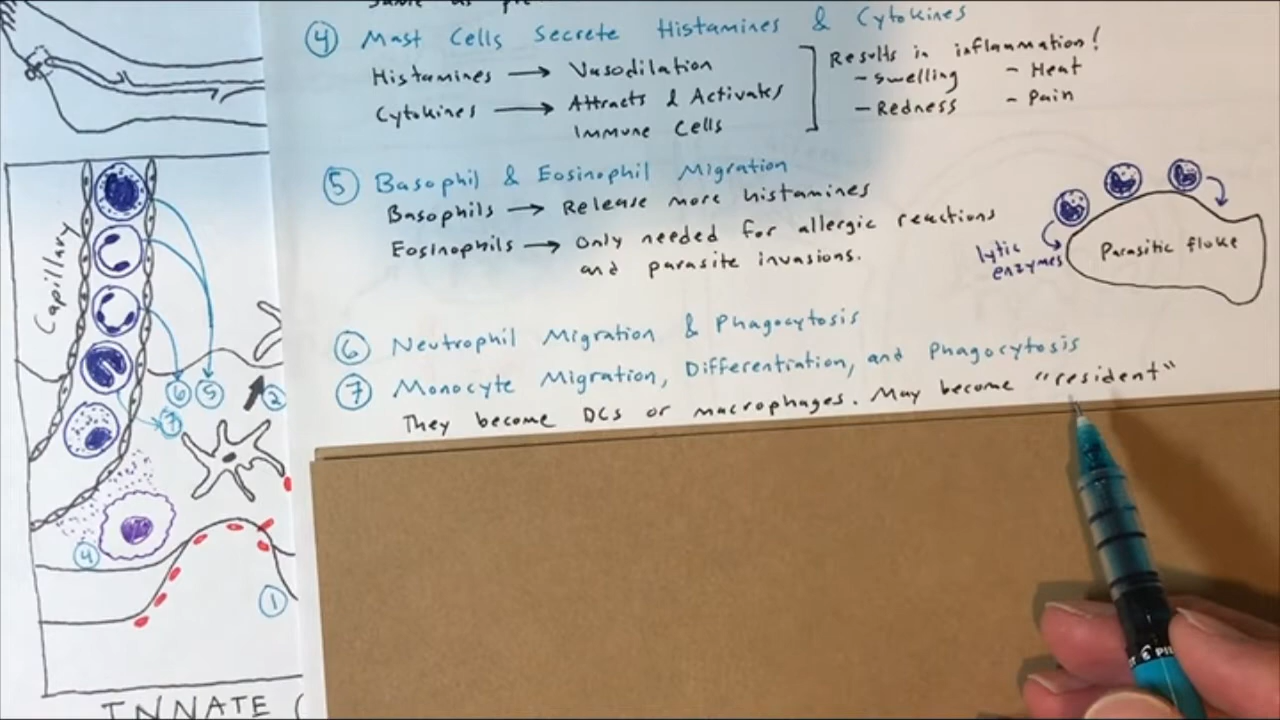 ④ Mast Cells Secrete Histamines & Cytokines
Histamines → Vasodilation
Cytokines → Attracts & Activates
Immune Cells
Results in inflammation!
- Swelling - Heat
- Redness - Pain
⑤ Basophil & Eosinophil Migration
Basophils → Release more histamines
Eosinophils → Only needed for allergic reactions
and parasite invasions.
lytic
enzymes
Parasitic fluke
⑥ Neutrophil Migration & Phagocytosis
⑦ Monocyte Migration, Differentiation, and Phagocytosis
They become DCs or macrophages. May become "resident"
Capillary
6 5 2
7
4
1
INNATE (
PIL